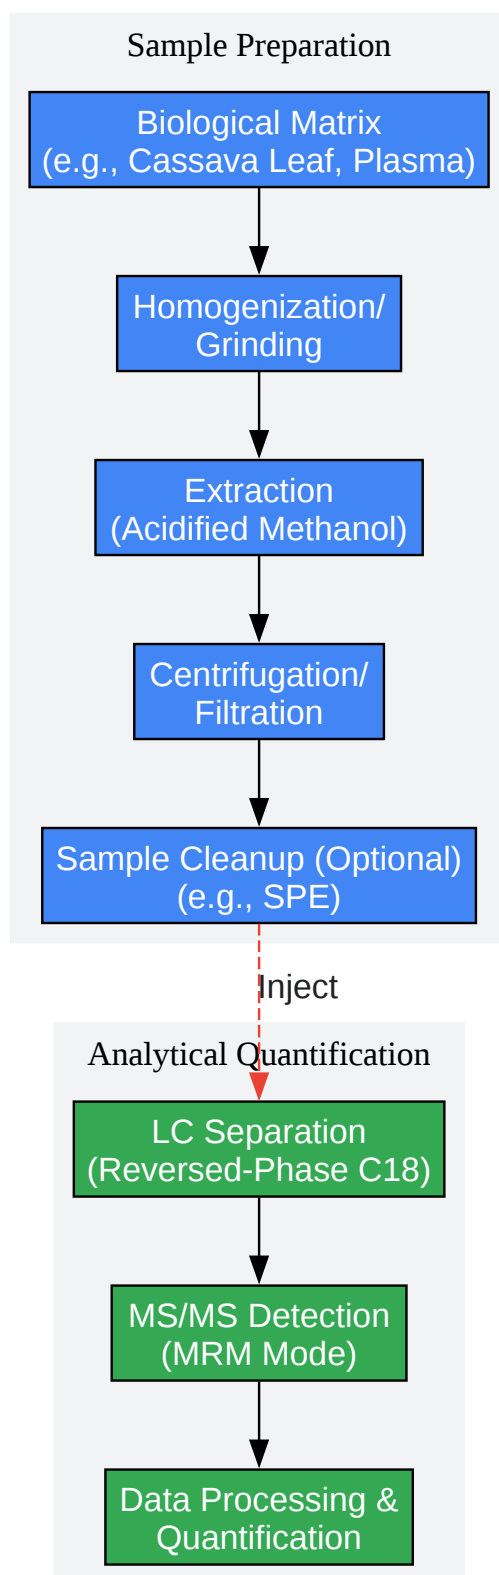 Sample Preparation
Biological Matrix
(e.g., Cassava Leaf, Plasma)
Homogenization/
Grinding
Extraction
(Acidified Methanol)
Centrifugation/
Filtration
Sample Cleanup (Optional)
(e.g., SPE)
Inject
Analytical Quantification
LC Separation
(Reversed-Phase C18)
MS/MS Detection
(MRM Mode)
Data Processing &
Quantification